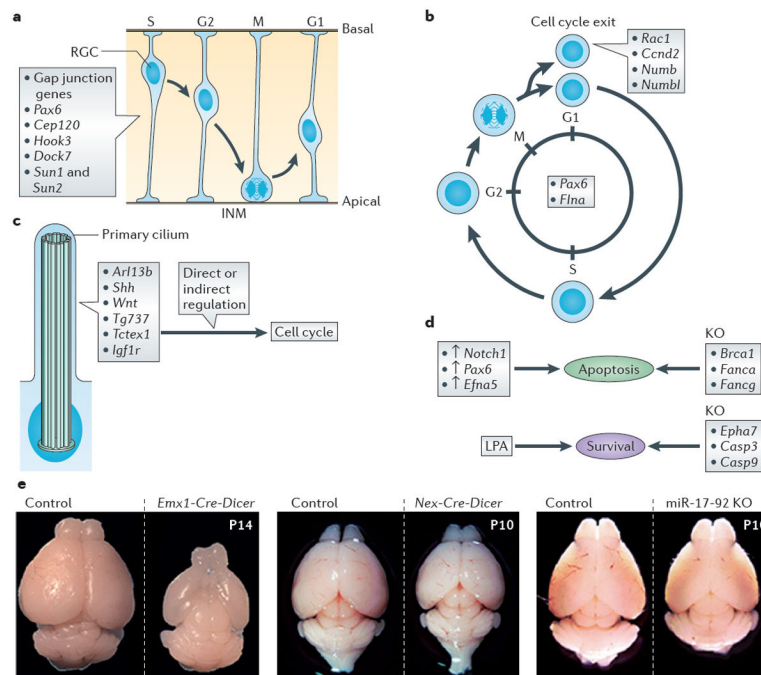 a
S G2 M G1
Basal
RGC
• Gap junction
genes
• Pax6
• Cep120
• Hook3
• Dock7
• Sun1 and
Sun2
INM
Apical
b
Cell cycle exit
• Rac1
• Ccnd2
• Numb
• Numbl
G1
M
G2
• Pax6
• Flna
S
c
Primary cilium
• Arl13b
• Shh
• Wnt
• Tg737
• Tctex1
• Igf1r
Direct or
indirect
regulation
Cell cycle
d
• ↑ Notch1
• ↑ Pax6
• ↑ Efna5
Apoptosis
KO
• Brca1
• Fanca
• Fancg
LPA
Survival
KO
• Epha7
• Casp3
• Casp9
e
Control Emx1-Cre-Dicer
P14
Control Nex-Cre-Dicer
P10
Control miR-17-92 KO